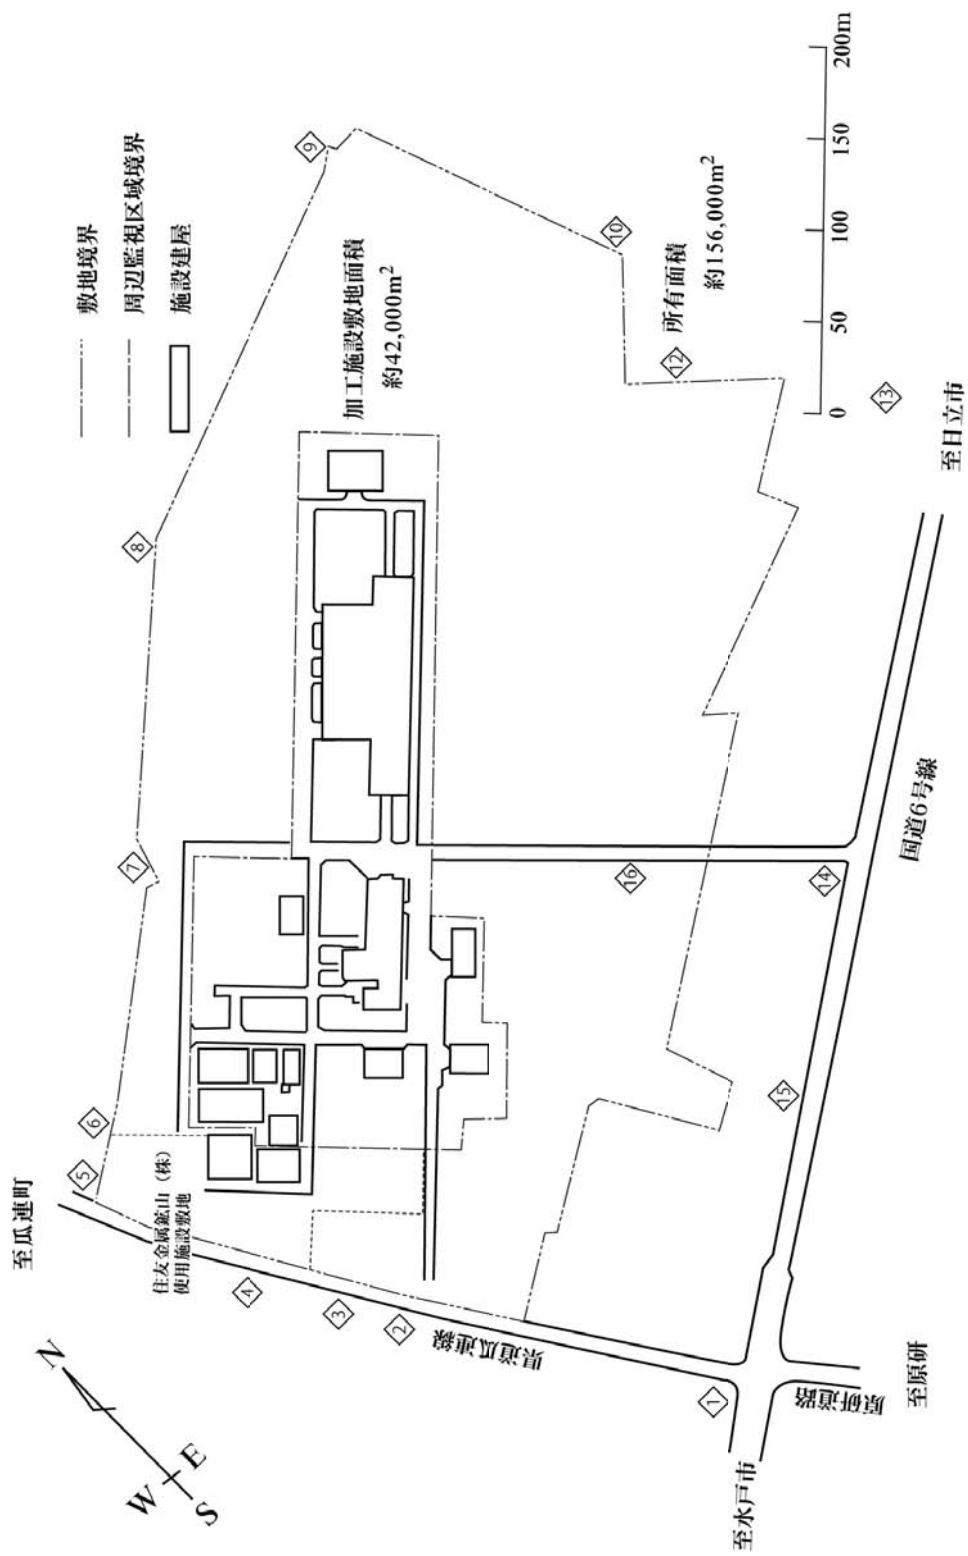 敷地境界
周辺監視区域境界
施設建屋
加工施設敷地面積
約42,000m²
所有面積
約156,000m²
0 50 100 150 200m
至瓜連町
住友金属鉱山（株）
使用施設敷地
県道瓜連線
原研道路
至原研
至水戸市
国道6号線
至日立市
N
W
E
S
1
2
3
4
5
6
7
8
9
10
12
13
14
15
16